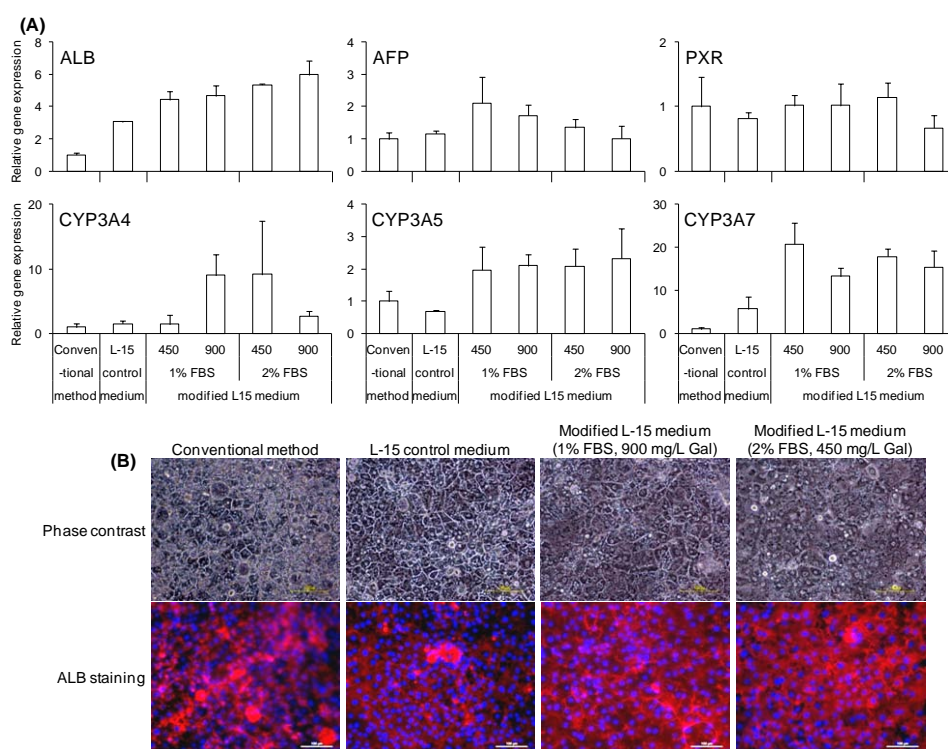 (A)
ALB
AFP
PXR
Relative gene expression
8
6
4
2
0
4
3
2
1
0
2
1
0
CYP3A4
CYP3A5
CYP3A7
Relative gene expression
20
10
0
4
3
2
1
0
30
20
10
0
Conven L-15 450 900 450 900
-tional control 1% FBS 2% FBS
method medium modified L15 medium
Conven L-15 450 900 450 900
-tional control 1% FBS 2% FBS
method medium modified L15 medium
Conven L-15 450 900 450 900
-tional control 1% FBS 2% FBS
method medium modified L15 medium
(B)
Conventional method
L-15 control medium
Modified L-15 medium
(1% FBS, 900 mg/L Gal)
Modified L-15 medium
(2% FBS, 450 mg/L Gal)
Phase contrast
ALB staining